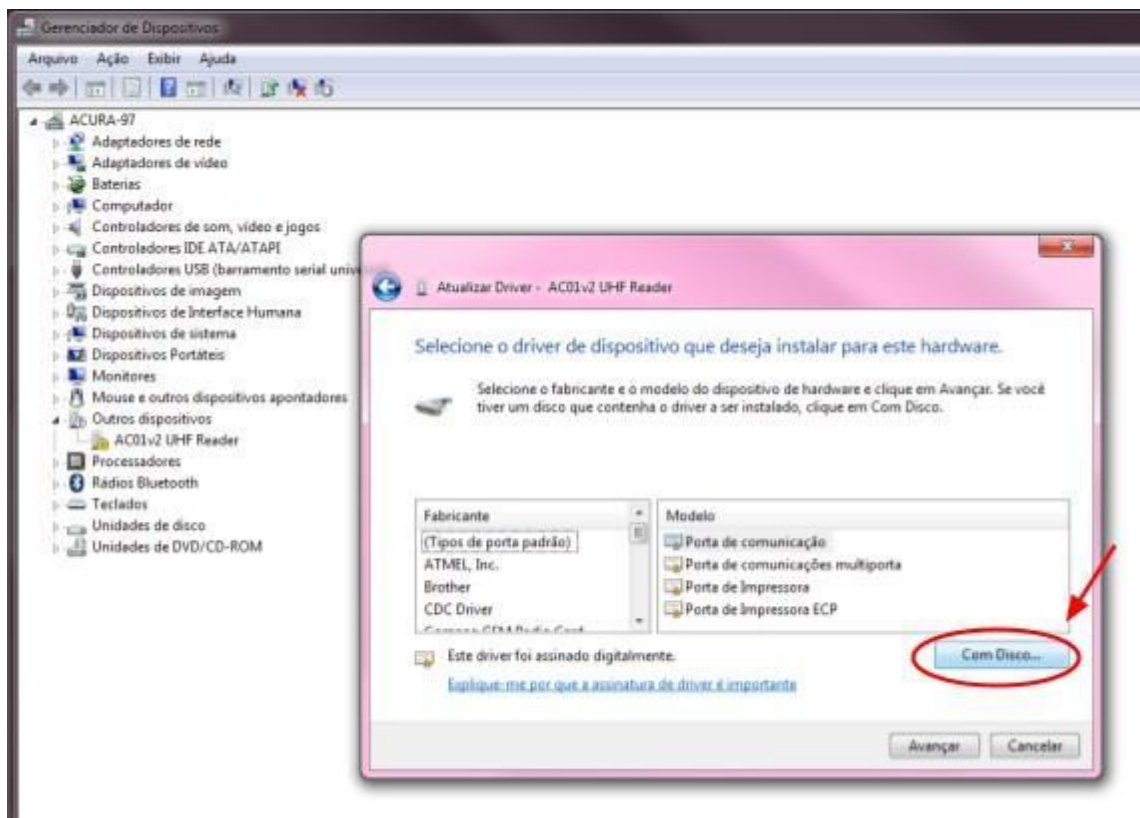 Gerenciador de Dispositivos
Arquivo Ação Exibir Ajuda
ACURA-97
Adaptadores de rede
Adaptadores de vídeo
Baterias
Computador
Controladores de som, vídeo e jogos
Controladores IDE ATA/ATAPI
Controladores USB (barramento serial
Dispositivos de imagem
Dispositivos de Interface Humana
Dispositivos de sistema
Dispositivos Portáteis
Monitores
Mouse e outros dispositivos apontadores
Outros dispositivos
AC01v2 UHF Reader
Processadores
Rádios Bluetooth
Teclados
Unidades de disco
Unidades de DVD/CD-ROM
Atualizar Driver - AC01v2 UHF Reader
Selecione o driver de dispositivo que deseja instalar para este hardware.
Selecione o fabricante e o modelo do dispositivo de hardware e clique em Avançar. Se você
tiver um disco que contenha o driver a ser instalado, clique em Com Disco.
Fabricante
(Tipos de porta padrão)
ATMEL, Inc.
Brother
CDC Driver
Modelo
Porta de comunicação
Porta de comunicações multiporta
Porta de Impressora
Porta de Impressora ECP
Este driver foi assinado digitalmente.
Com Disco...
Explique-me por que a assinatura de driver é importante
Avançar Cancelar